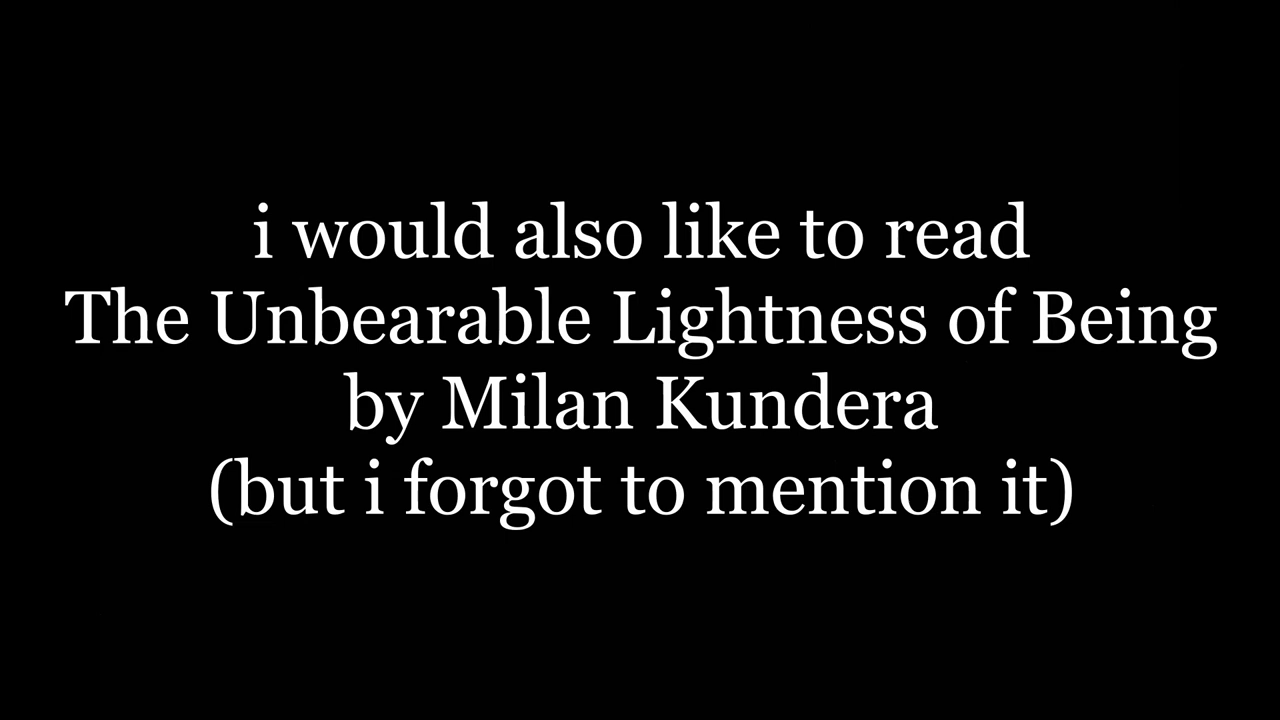 i would also like to read
The Unbearable Lightness of Being
by Milan Kundera
(but i forgot to mention it)